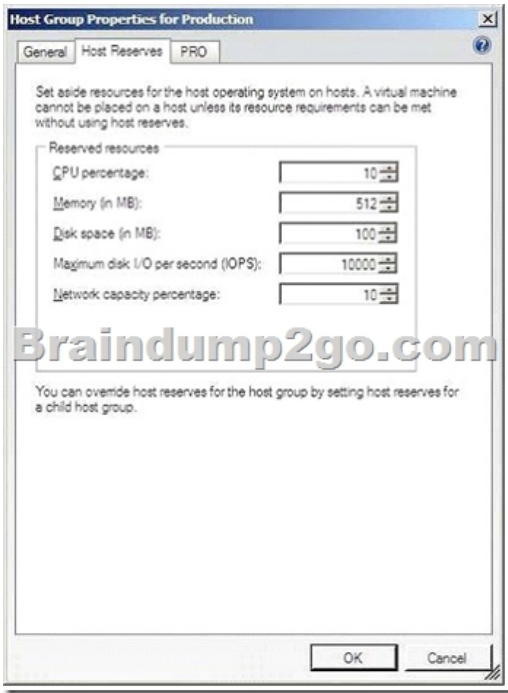 Host Group Properties for Production
General Host Reserves PRO
Set aside resources for the host operating system on hosts. A virtual machine
cannot be placed on a host unless its resource requirements can be met
without using host reserves.
Reserved resources
CPU percentage: 10
Memory (in MB): 512
Disk space (in MB): 100
Maximum disk I/O per second (IOPS): 10000
Network capacity percentage: 10
Braindump2go.com
You can override host reserves for the host group by setting host reserves for
a child host group.
OK Cancel